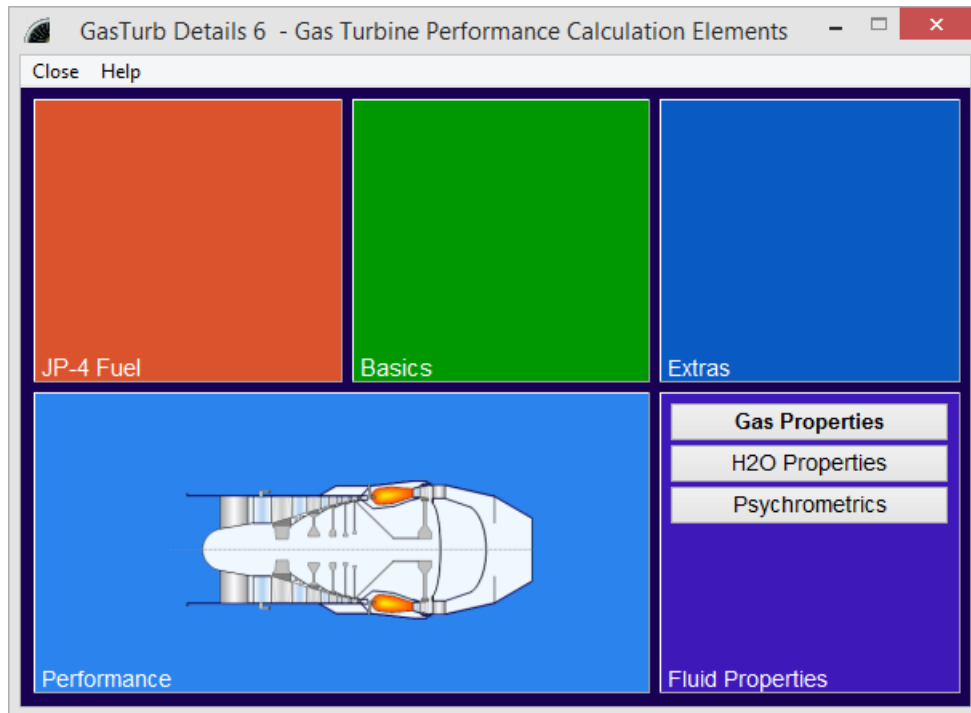 GasTurb Details 6 - Gas Turbine Performance Calculation Elements
Close Help
JP-4 Fuel
Basics
Extras
Gas Properties
H2O Properties
Psychrometrics
Performance
Fluid Properties